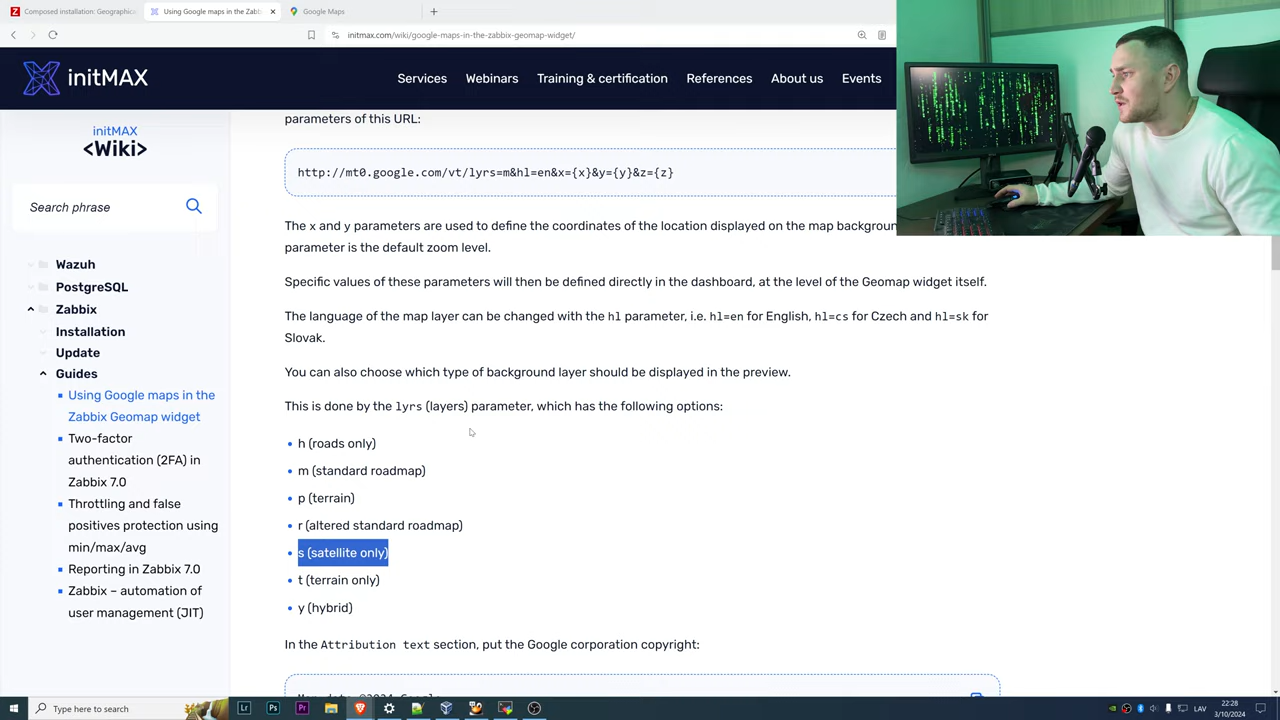 Composed installation: Geographica
Using Google maps in the Zabb
Google Maps
initmax.com/wiki/google-maps-in-the-zabbix-geomap-widget/
initMAX
Services
Webinars
Training & certification
References
About us
Events
initMAX
<Wiki>
Search phrase
Wazuh
PostgreSQL
Zabbix
Installation
Update
Guides
Using Google maps in the
Zabbix Geomap widget
Two-factor
authentication (2FA) in
Zabbix 7.0
Throttling and false
positives protection using
min/max/avg
Reporting in Zabbix 7.0
Zabbix – automation of
user management (JIT)
parameters of this URL:
http://mt0.google.com/vt/lyrs=m&hl=en&x={x}&y={y}&z={z}
The x and y parameters are used to define the coordinates of the location displayed on the map background
parameter is the default zoom level.
Specific values of these parameters will then be defined directly in the dashboard, at the level of the Geomap widget itself.
The language of the map layer can be changed with the hl parameter, i.e. hl=en for English, hl=cs for Czech and hl=sk for
Slovak.
You can also choose which type of background layer should be displayed in the preview.
This is done by the lyrs (layers) parameter, which has the following options:
h (roads only)
m (standard roadmap)
p (terrain)
r (altered standard roadmap)
s (satellite only)
t (terrain only)
y (hybrid)
In the Attribution text section, put the Google corporation copyright:
Map data ©2024 Google
Type here to search
Lr
Ps
Pr
LAV
22:28
3/10/2024